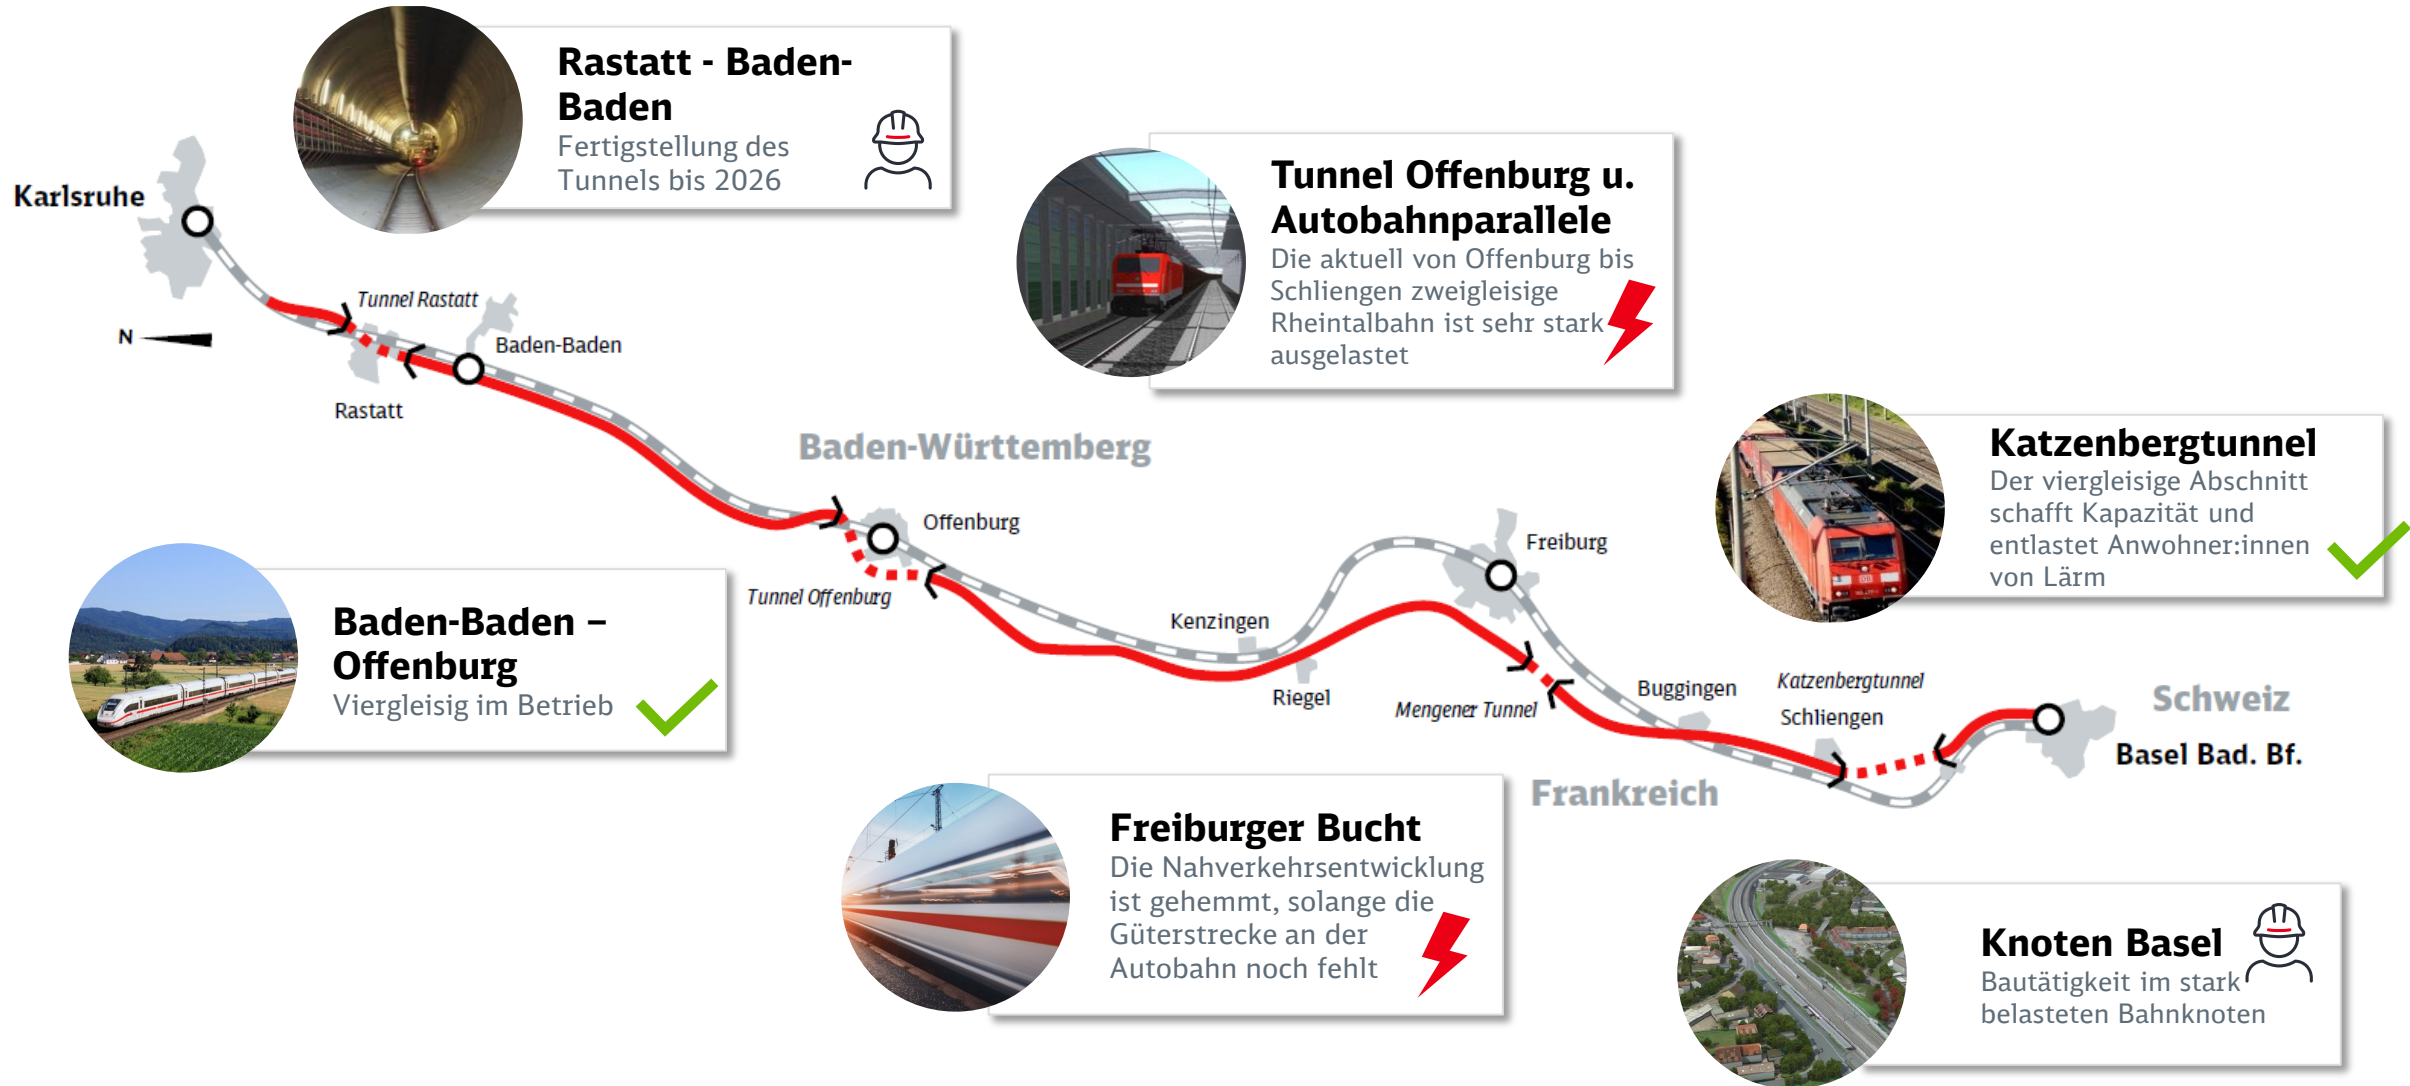 Rastatt - Baden-
Baden
Fertigstellung des
Tunnels bis 2026
Karlsruhe
N
Tunnel Rastatt
Baden-Baden
Rastatt
Tunnel Offenburg u.
Autobahnparallele
Die aktuell von Offenburg bis
Schliengen zweigleisige
Rheintalbahn ist sehr stark
ausgelastet
Baden-Württemberg
Katzenbergtunnel
Der viergleisige Abschnitt
schafft Kapazität und
entlastet Anwohner:innen
von Lärm
Offenburg
Tunnel Offenburg
Freiburg
Kenzingen
Riegel
Mengener Tunnel
Buggingen
Katzenbergtunnel
Schliengen
Schweiz
Basel Bad. Bf.
Frankreich
Baden-Baden –
Offenburg
Viergleisig im Betrieb
Freiburger Bucht
Die Nahverkehrsentwicklung
ist gehemmt, solange die
Güterstrecke an der
Autobahn noch fehlt
Knoten Basel
Bautätigkeit im stark
belasteten Bahnknoten